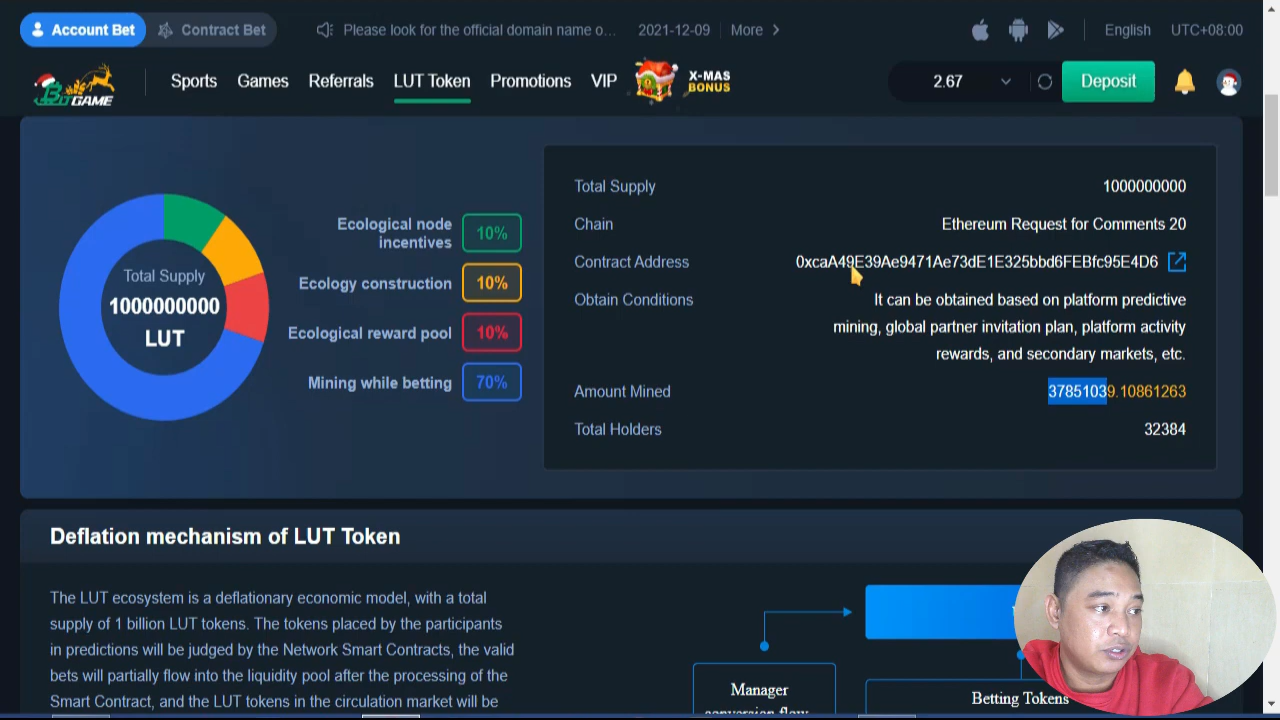 Account Bet
Contract Bet
Please look for the official domain name o...
2021-12-09
More
English
UTC+08:00
GAME
Sports
Games
Referrals
LUT Token
Promotions
VIP
X-MAS
BONUS
2.67
Deposit
Total Supply
1000000000
LUT
Ecological node
incentives
10%
Ecology construction
10%
Ecological reward pool
10%
Mining while betting
70%
Total Supply
1000000000
Chain
Ethereum Request for Comments 20
Contract Address
0xcaA49E39Ae9471Ae73dE1E325bbd6FEBfc95E4D6
Obtain Conditions
It can be obtained based on platform predictive
mining, global partner invitation plan, platform activity
rewards, and secondary markets, etc.
Amount Mined
37851039.10861263
Total Holders
32384
Deflation mechanism of LUT Token
The LUT ecosystem is a deflationary economic model, with a total
supply of 1 billion LUT tokens. The tokens placed by the participants
in predictions will be judged by the Network Smart Contracts, the valid
bets will partially flow into the liquidity pool after the processing of the
Smart Contract, and the LUT tokens in the circulation market will be
Manager
conversion flow
Betting Tokens